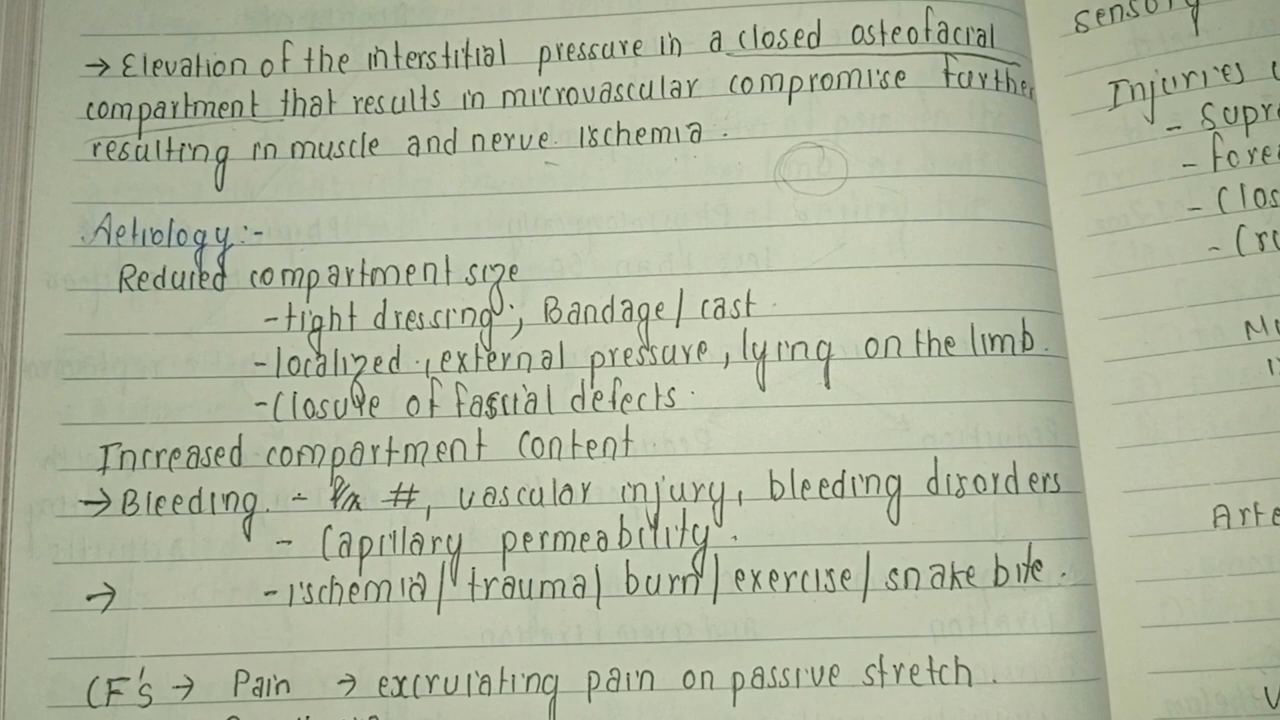 → Elevation of the interstitial pressure in a closed osteofacial
compartment that results in microvascular compromise further
resulting in muscle and nerve ischemia.
Aetiology:-
Reduced compartment size
- tight dressing, Bandage/ cast.
- localized, external pressure, lying on the limb.
- Closure of fascial defects.
Increased compartment content
→ Bleeding. - #, vascular injury, bleeding disorders
- Capillary permeability.
→ - ischemia/ trauma/ burn/ exercise/ snake bite.
CF's → Pain → excruiating pain on passive stretch.
sensory
Injuries
- Supr
- fore
- Clos
- Cr
Arte